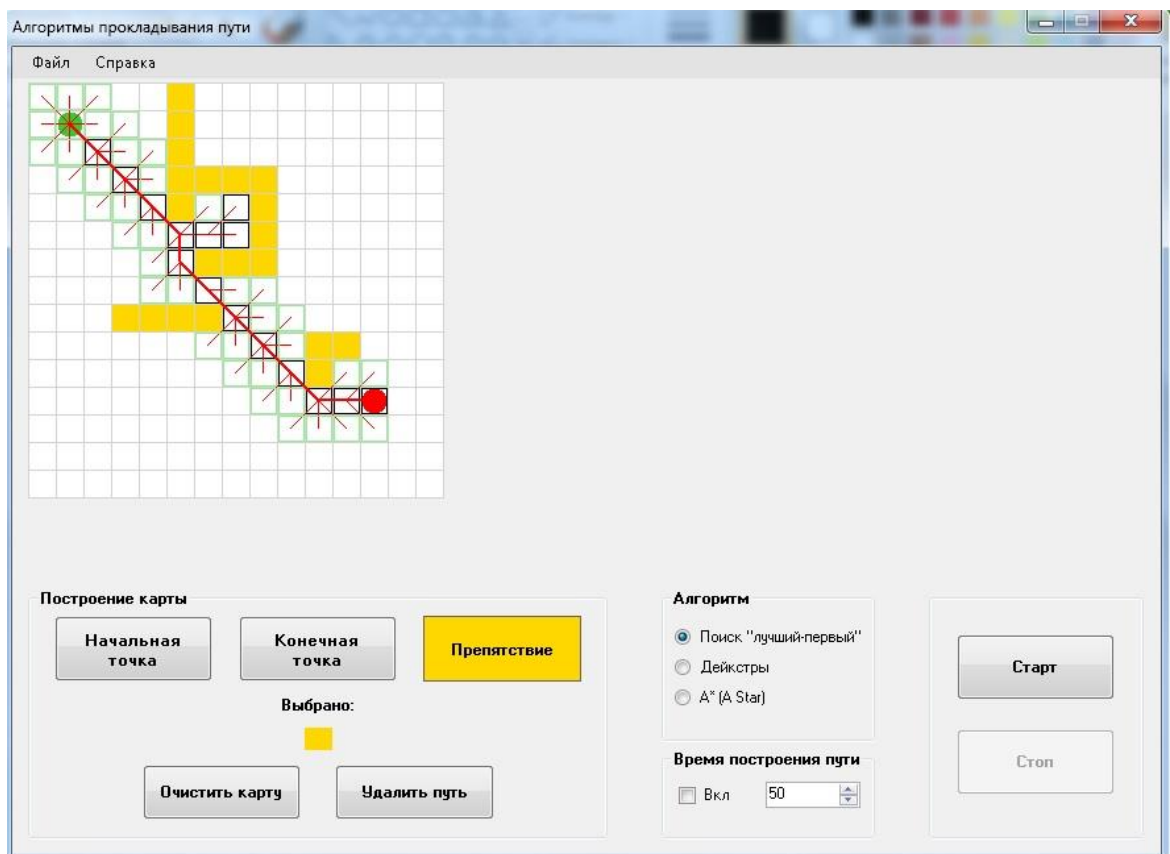 Алгоритмы прокладывания пути
Файл Справка
Построение карты
Начальная
точка
Конечная
точка
Препятствие
Выбрано:
Очистить карту
Удалить путь
Алгоритм
Поиск "лучший-первый"
Дейкстры
A* (A Star)
Время построения пути
Вкл 50
Старт
Стоп